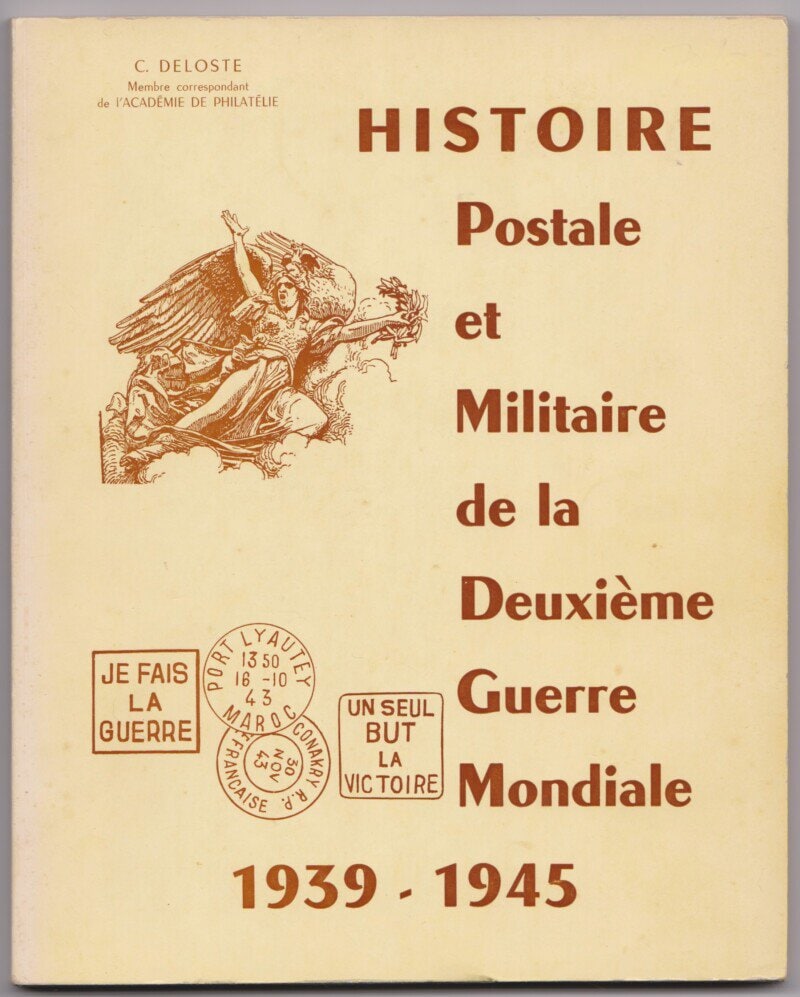 C. DELOSTE
Membre correspondant
de l'ACADÉMIE DE PHILATÉLIE
HISTOIRE
Postale
et
Militaire
de la
Deuxième
Guerre
Mondiale
JE FAIS
LA
GUERRE
PORT LYAUTEY
13 50
16 -10
43
MAROC
CONAKRY R.P.
30
NOV
43
FRANÇAISE
UN SEUL
BUT
LA
VICTOIRE
1939 - 1945